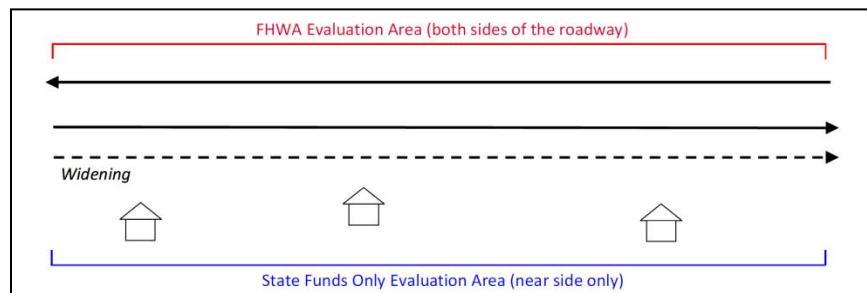 FHWA Evaluation Area (both sides of the roadway)
Widening
State Funds Only Evaluation Area (near side only)